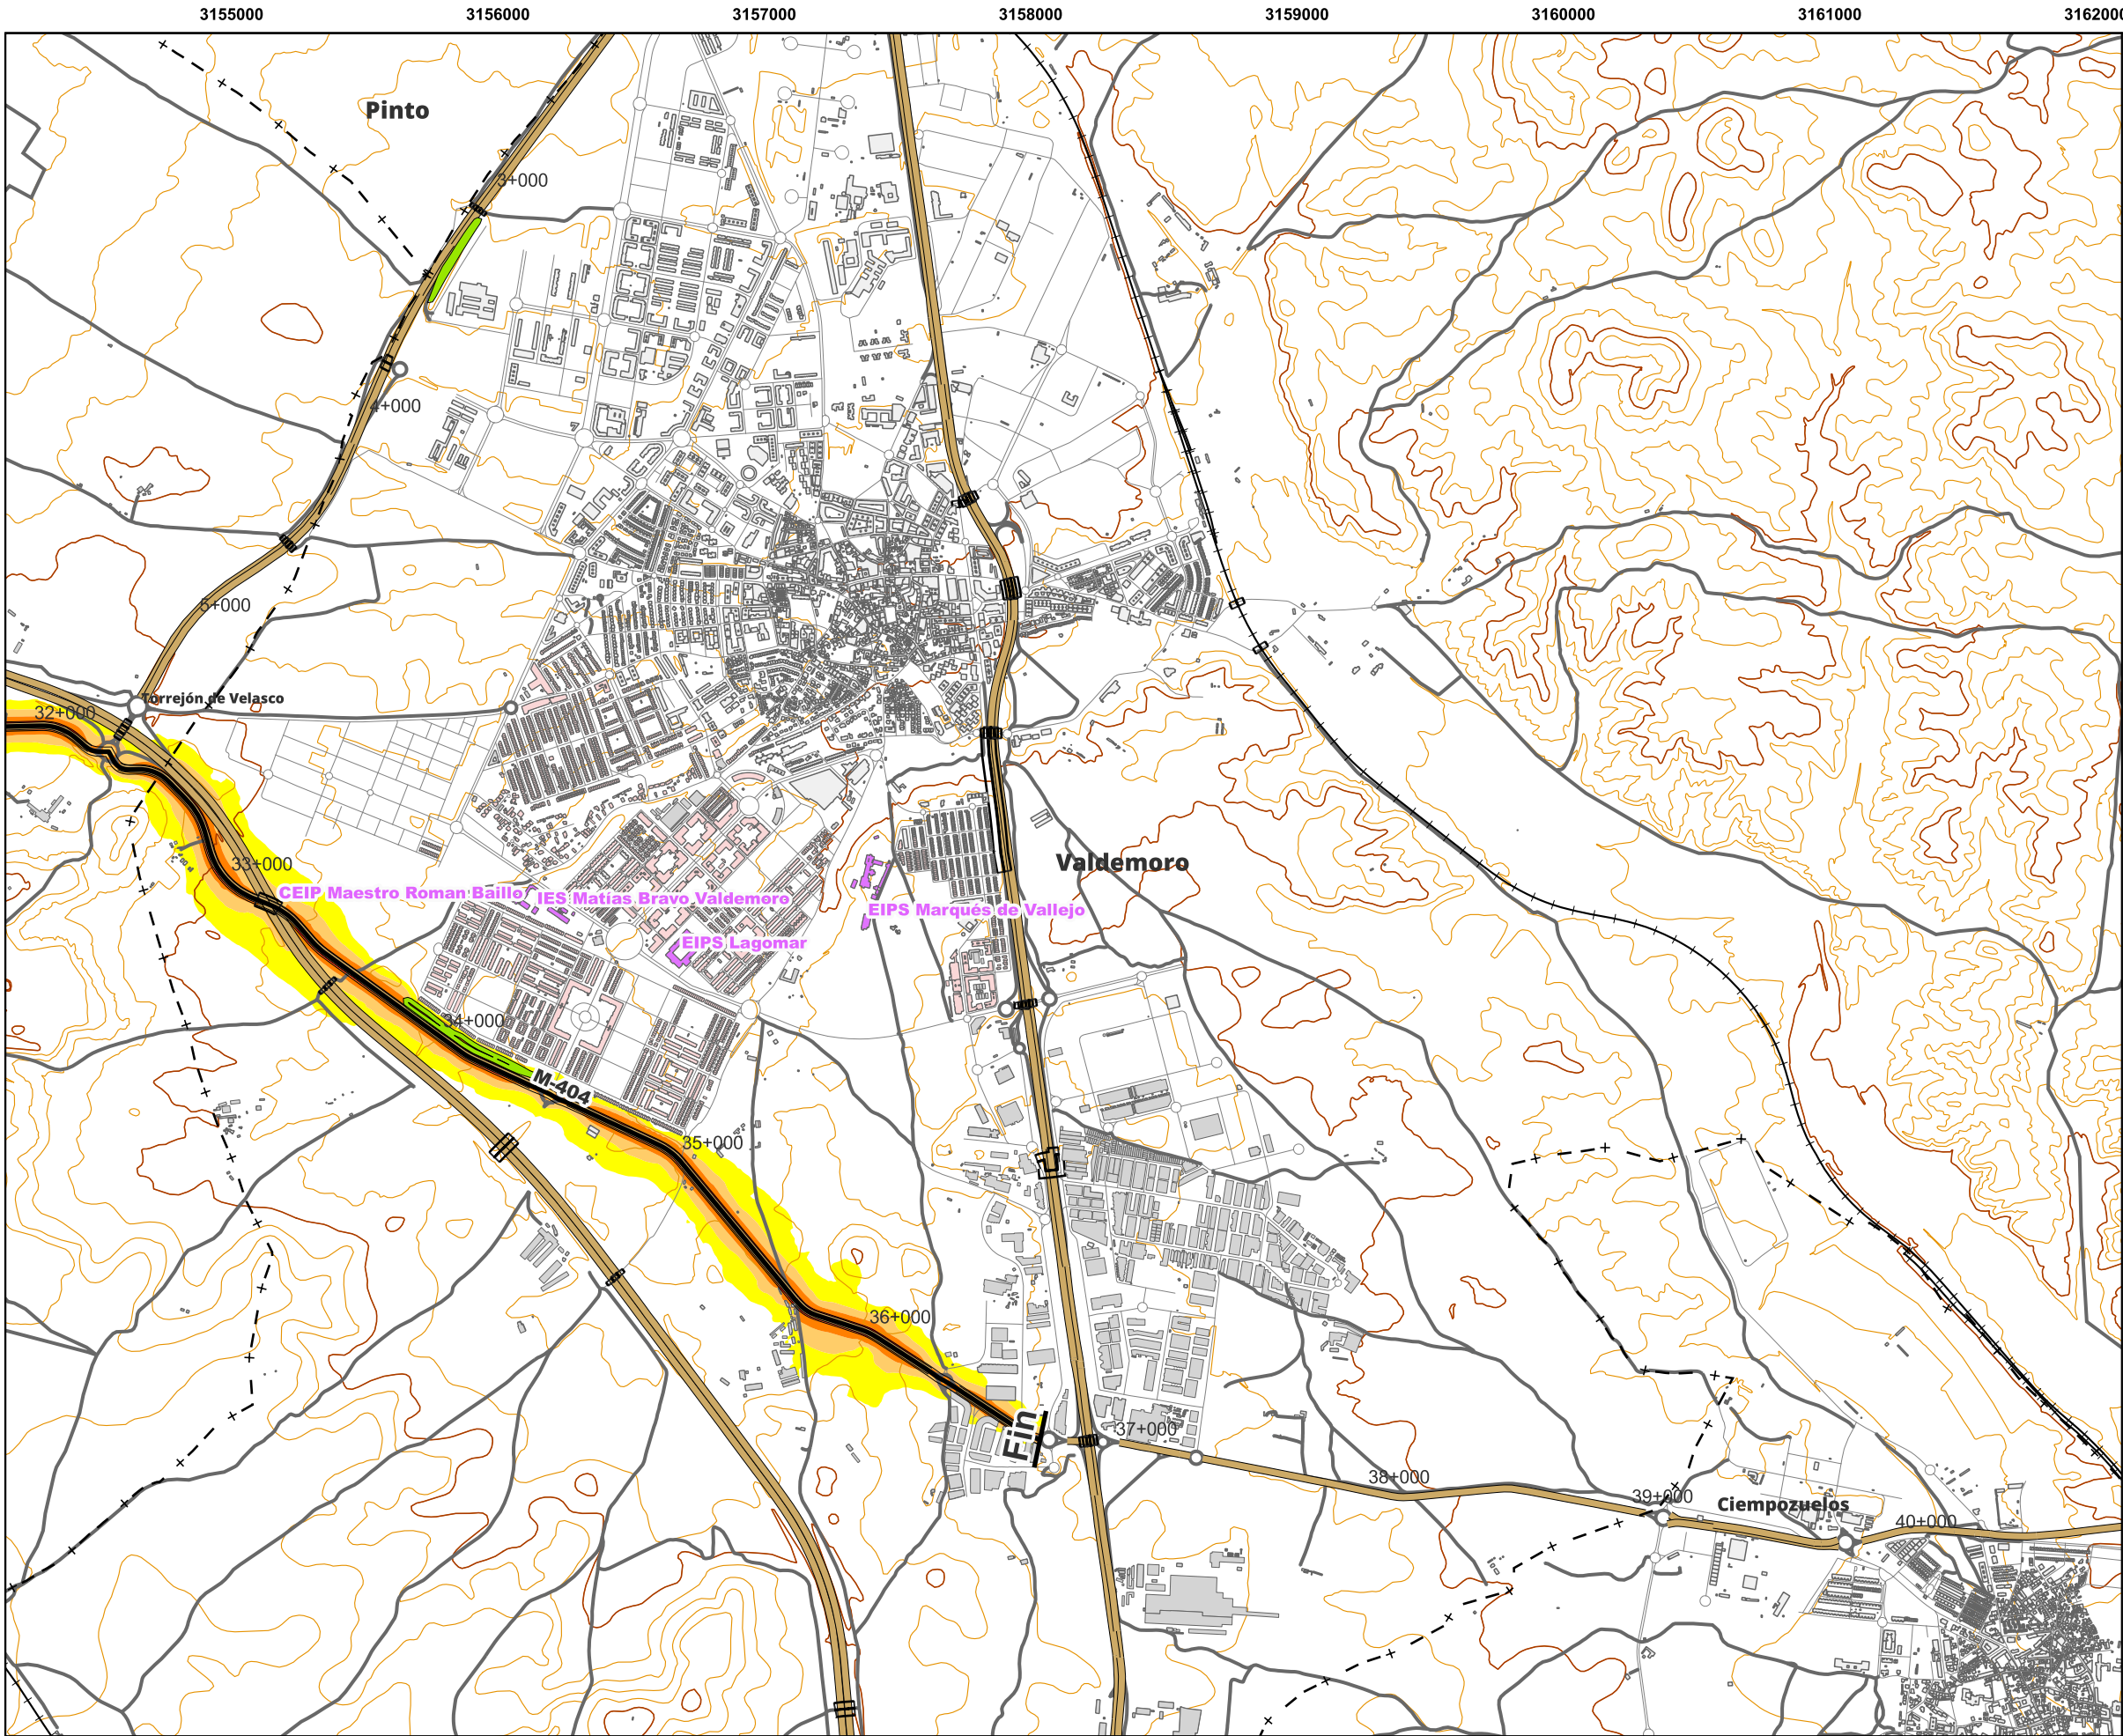 3155000
3156000
3157000
3158000
3159000
3160000
3161000
Pinto
3+000
4+000
5+000
Torrejón de Velasco
32+000
33+000
Valdemoro
CEIP Maestro Roman Baillo
IES Matías Bravo Valdemoro
EIPS Marqués de Vallejo
EIPS Lagomar
34+000
M-404
35+000
36+000
Fin
37+000
38+000
39+000
Ciempozuelos
40+000